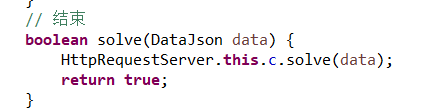 }
// 结束
boolean solve(DataJson data) {
    HttpRequestServer.this.c.solve(data);
    return true;
}